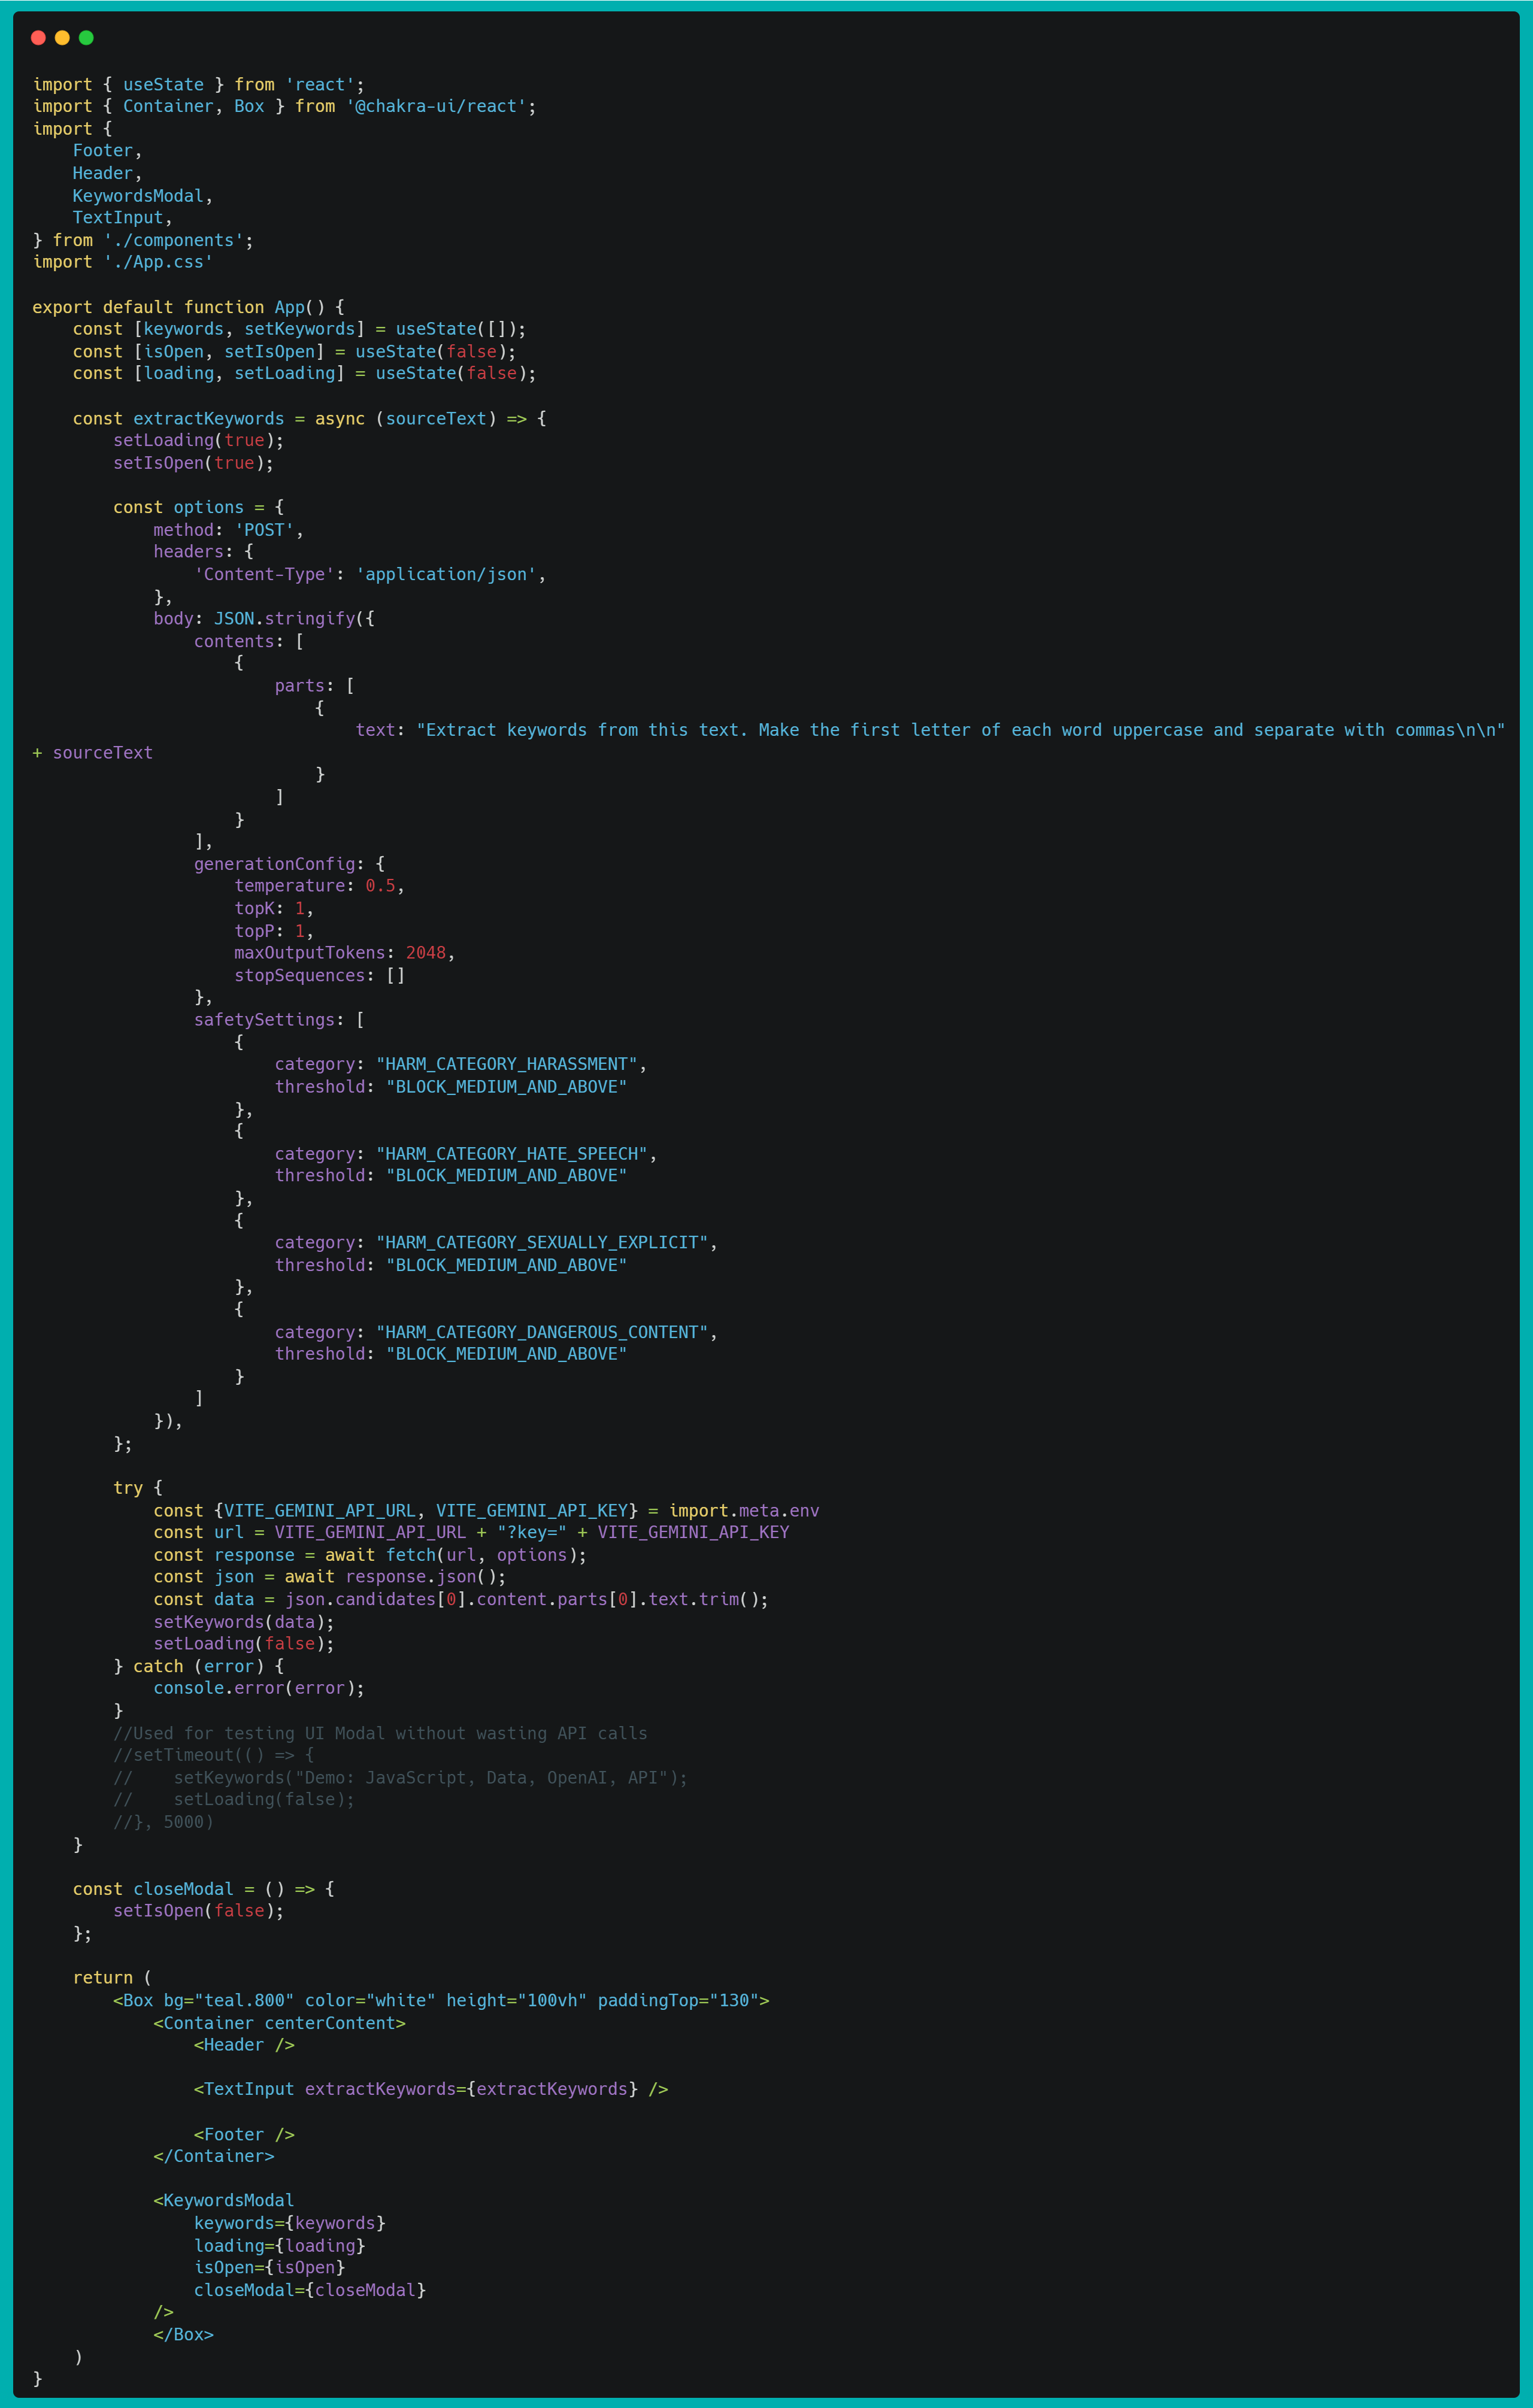 import { useState } from 'react';
import { Container, Box } from '@chakra-ui/react';
import {
    Footer,
    Header,
    KeywordsModal,
    TextInput,
} from './components';
import './App.css'

export default function App() {
    const [keywords, setKeywords] = useState([]);
    const [isOpen, setIsOpen] = useState(false);
    const [loading, setLoading] = useState(false);

    const extractKeywords = async (sourceText) => {
        setLoading(true);
        setIsOpen(true);

        const options = {
            method: 'POST',
            headers: {
                'Content-Type': 'application/json',
            },
            body: JSON.stringify({
                contents: [
                    {
                        parts: [
                            {
                                text: "Extract keywords from this text. Make the first letter of each word uppercase and separate with commas\n\n"
+ sourceText
                            }
                        ]
                    }
                ],
                generationConfig: {
                    temperature: 0.5,
                    topK: 1,
                    topP: 1,
                    maxOutputTokens: 2048,
                    stopSequences: []
                },
                safetySettings: [
                    {
                        category: "HARM_CATEGORY_HARASSMENT",
                        threshold: "BLOCK_MEDIUM_AND_ABOVE"
                    },
                    {
                        category: "HARM_CATEGORY_HATE_SPEECH",
                        threshold: "BLOCK_MEDIUM_AND_ABOVE"
                    },
                    {
                        category: "HARM_CATEGORY_SEXUALLY_EXPLICIT",
                        threshold: "BLOCK_MEDIUM_AND_ABOVE"
                    },
                    {
                        category: "HARM_CATEGORY_DANGEROUS_CONTENT",
                        threshold: "BLOCK_MEDIUM_AND_ABOVE"
                    }
                ]
            }),
        };

        try {
            const {VITE_GEMINI_API_URL, VITE_GEMINI_API_KEY} = import.meta.env
            const url = VITE_GEMINI_API_URL + "?key=" + VITE_GEMINI_API_KEY
            const response = await fetch(url, options);
            const json = await response.json();
            const data = json.candidates[0].content.parts[0].text.trim();
            setKeywords(data);
            setLoading(false);
        } catch (error) {
            console.error(error);
        }
        //Used for testing UI Modal without wasting API calls
        //setTimeout(() => {
        //    setKeywords("Demo: JavaScript, Data, OpenAI, API");
        //    setLoading(false);
        //}, 5000)
    }

    const closeModal = () => {
        setIsOpen(false);
    };

    return (
        <Box bg="teal.800" color="white" height="100vh" paddingTop="130">
            <Container centerContent>
                <Header />

                <TextInput extractKeywords={extractKeywords} />

                <Footer />
            </Container>

            <KeywordsModal
                keywords={keywords}
                loading={loading}
                isOpen={isOpen}
                closeModal={closeModal}
            />
            </Box>
    )
}